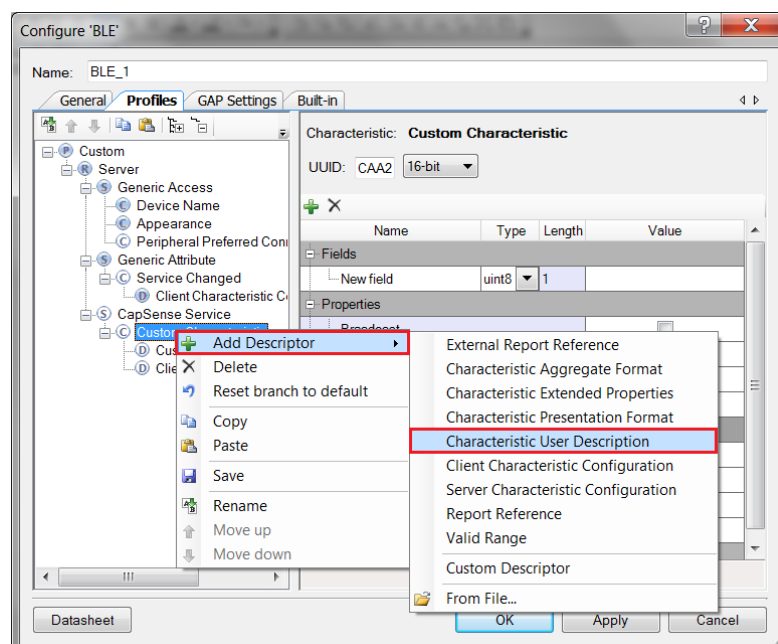 Configure 'BLE'
Name: BLE_1
General Profiles GAP Settings Built-in
Characteristic: Custom Characteristic
UUID: CAA2 16-bit
Custom
Server
Generic Access
Device Name
Appearance
Peripheral Preferred
Generic Attribute
Service Changed
Client Characteristic
CapSense Service
Name Type Length Value
Fields
New field uint8 1
Properties
Add Descriptor
Delete
Reset branch to default
Copy
Paste
Save
Rename
Move up
Move down
External Report Reference
Characteristic Aggregate Format
Characteristic Extended Properties
Characteristic Presentation Format
Characteristic User Description
Client Characteristic Configuration
Server Characteristic Configuration
Report Reference
Valid Range
Custom Descriptor
From File...
Datasheet OK Apply Cancel